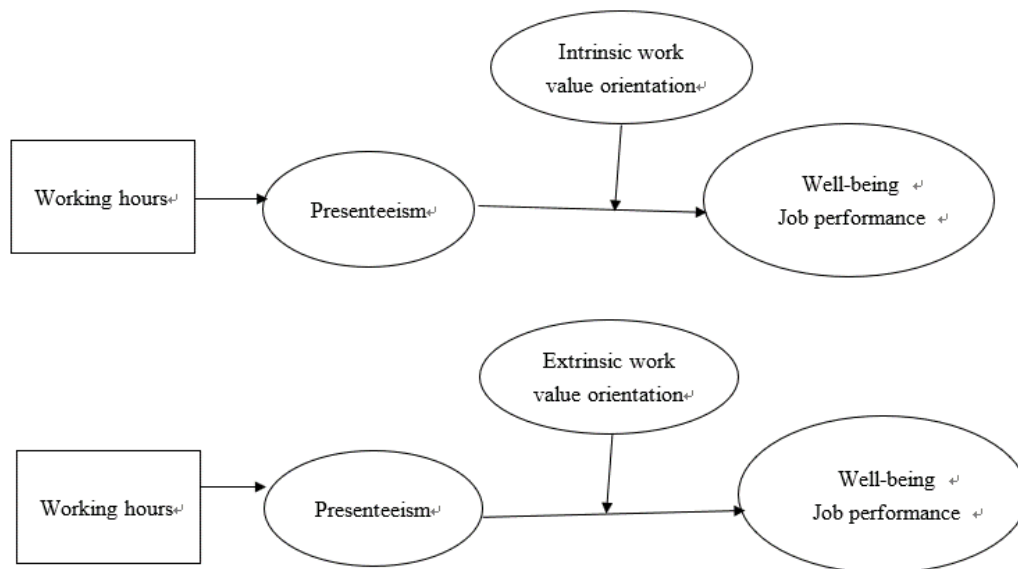 Intrinsic work
value orientation
Working hours
Presenteeism
Well-being
Job performance
Extrinsic work
value orientation
Working hours
Presenteeism
Well-being
Job performance